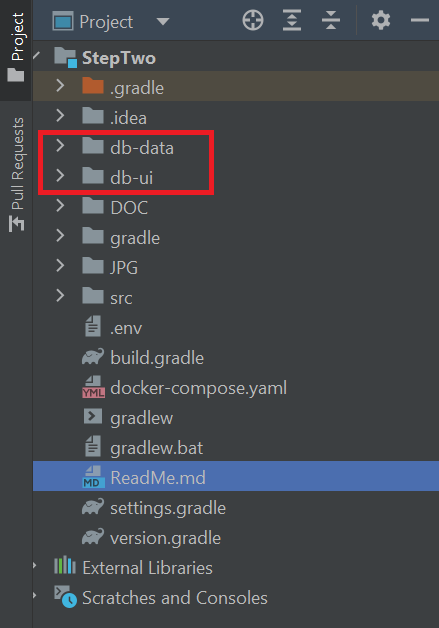 Project
Pull Requests
Project
StepTwo
.gradle
.idea
db-data
db-ui
DOC
gradle
JPG
src
.env
build.gradle
YML docker-compose.yaml
gradlew
gradlew.bat
MD ReadMe.md
settings.gradle
version.gradle
External Libraries
Scratches and Consoles